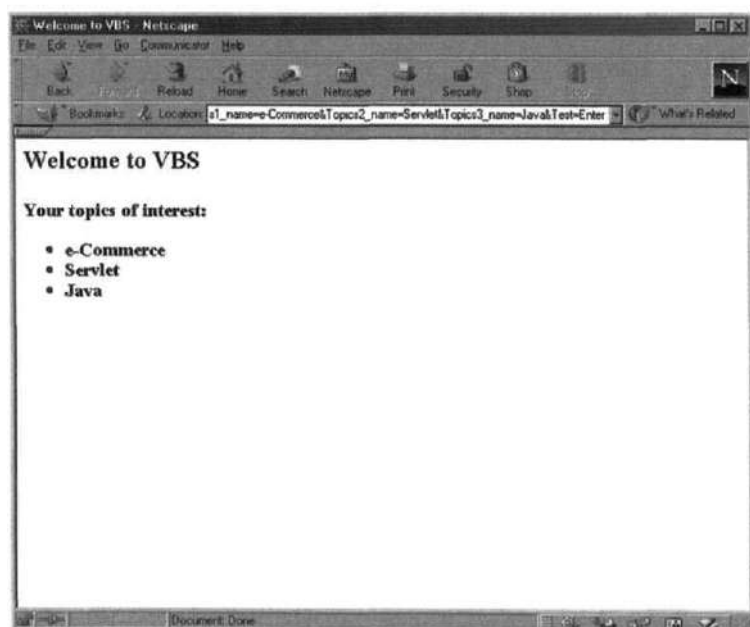 Welcome to VBS - Netscape
File Edit View Go Communicator Help
Back Forward Reload Home Search Netscape Print Security Shop Stop
Bookmarks Location: s1_name=e-Commerce&Topics2_name=Servlet&Topics3_name=Java&Test=Enter What's Related
Welcome to VBS
Your topics of interest:
• e-Commerce
• Servlet
• Java
Document: Done